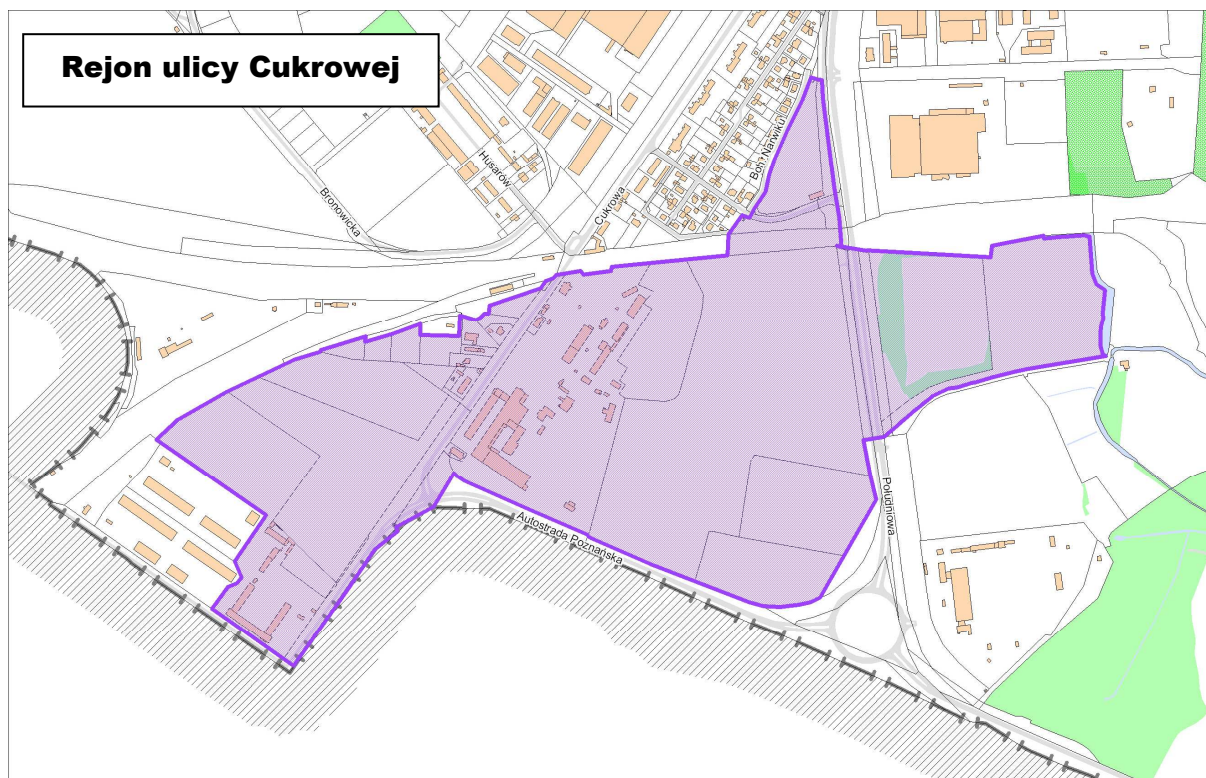 Rejon ulicy Cukrowej
Boh. Narwiku
Husarów
Cukrowa
Bronowicka
Południowa
Autostrada Poznańska